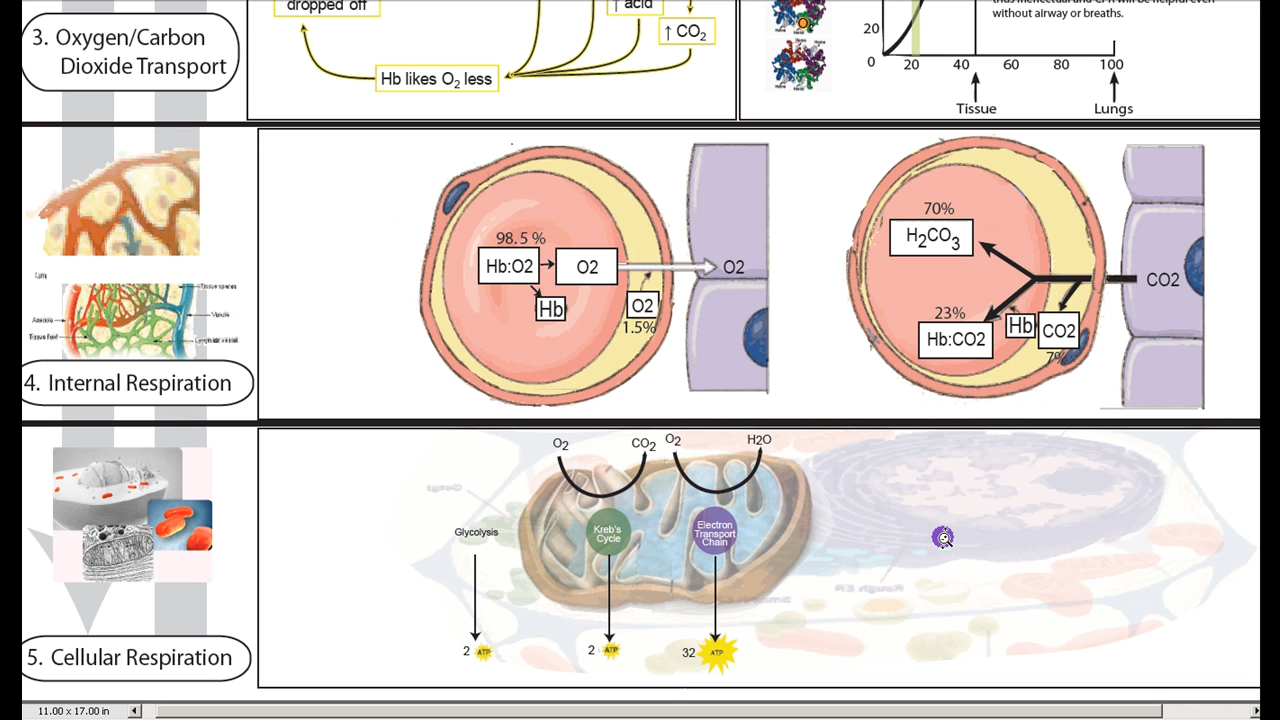 dropped off
↑ acid
↑ CO₂
Hb likes O₂ less
3. Oxygen/Carbon
Dioxide Transport
without airway or breaths.
20
0
20
40
60
80
100
Tissue
Lungs
4. Internal Respiration
98.5 %
Hb:O2
O2
Hb
O2
1.5%
O2
70%
H₂CO₃
23%
Hb:CO2
Hb
CO2
7%
CO2
5. Cellular Respiration
O₂
CO₂
O₂
H2O
Glycolysis
Kreb's
Cycle
Electron
Transport
Chain
2 ATP
2 ATP
32 ATP
11.00 x 17.00 in